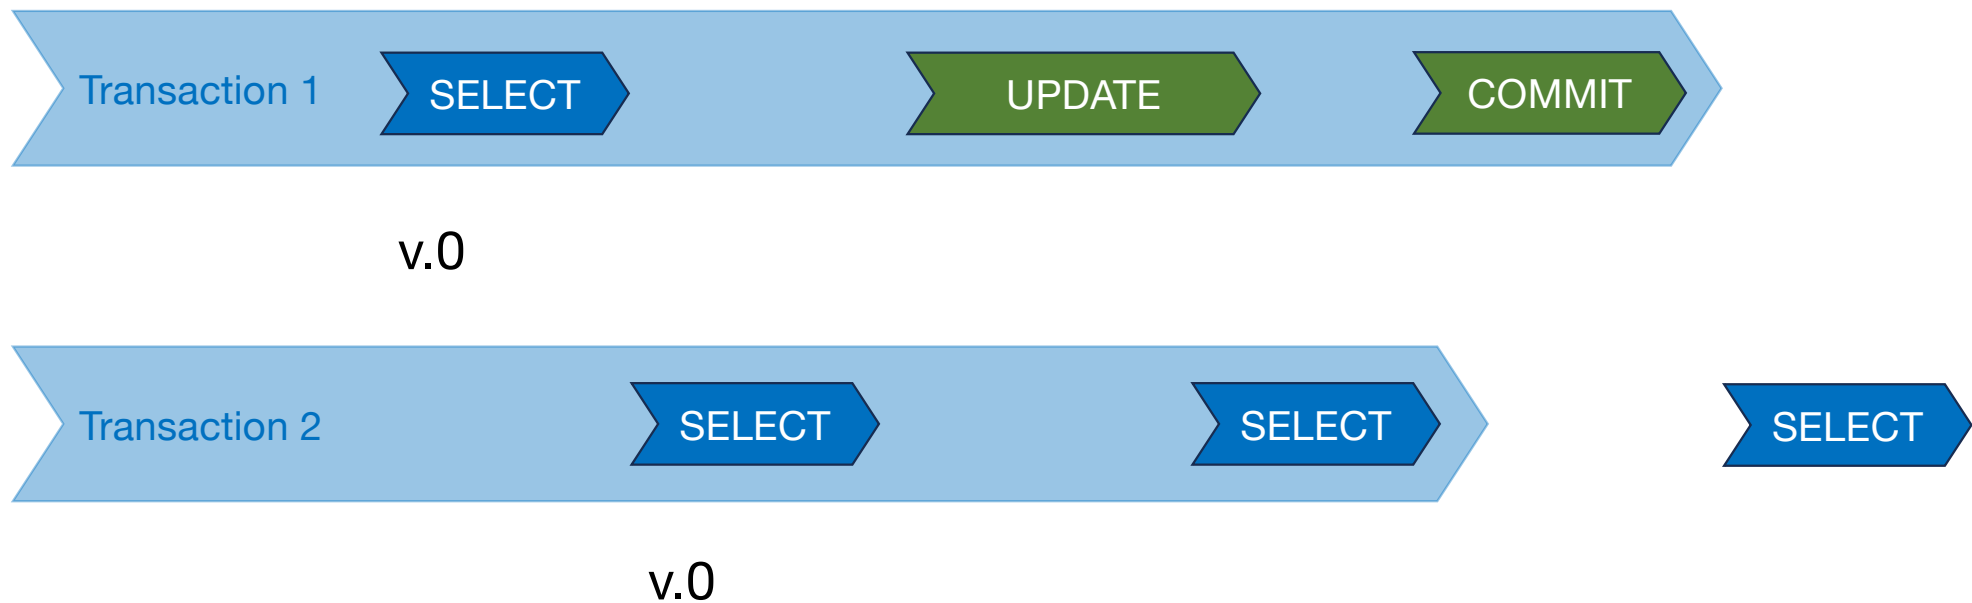 Transaction 1 SELECT UPDATE COMMIT
v.0
Transaction 2 SELECT SELECT SELECT
v.0